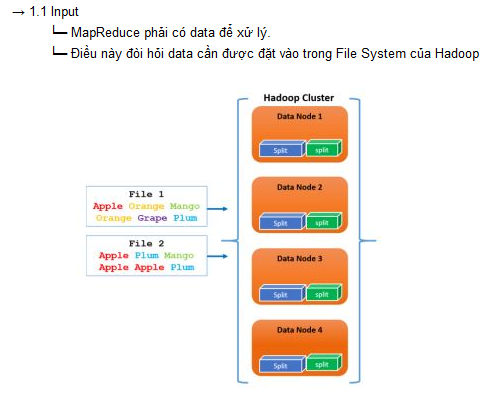 → 1.1 Input
MapReduce phải có data để xử lý.
Điều này đòi hỏi data cần được đặt vào trong File System của Hadoop
Hadoop Cluster
Data Node 1
Split split
File 1
Apple Orange Mango
Orange Grape Plum
Data Node 2
Split split
File 2
Apple Plum Mango
Apple Apple Plum
Data Node 3
Split split
Data Node 4
Split split